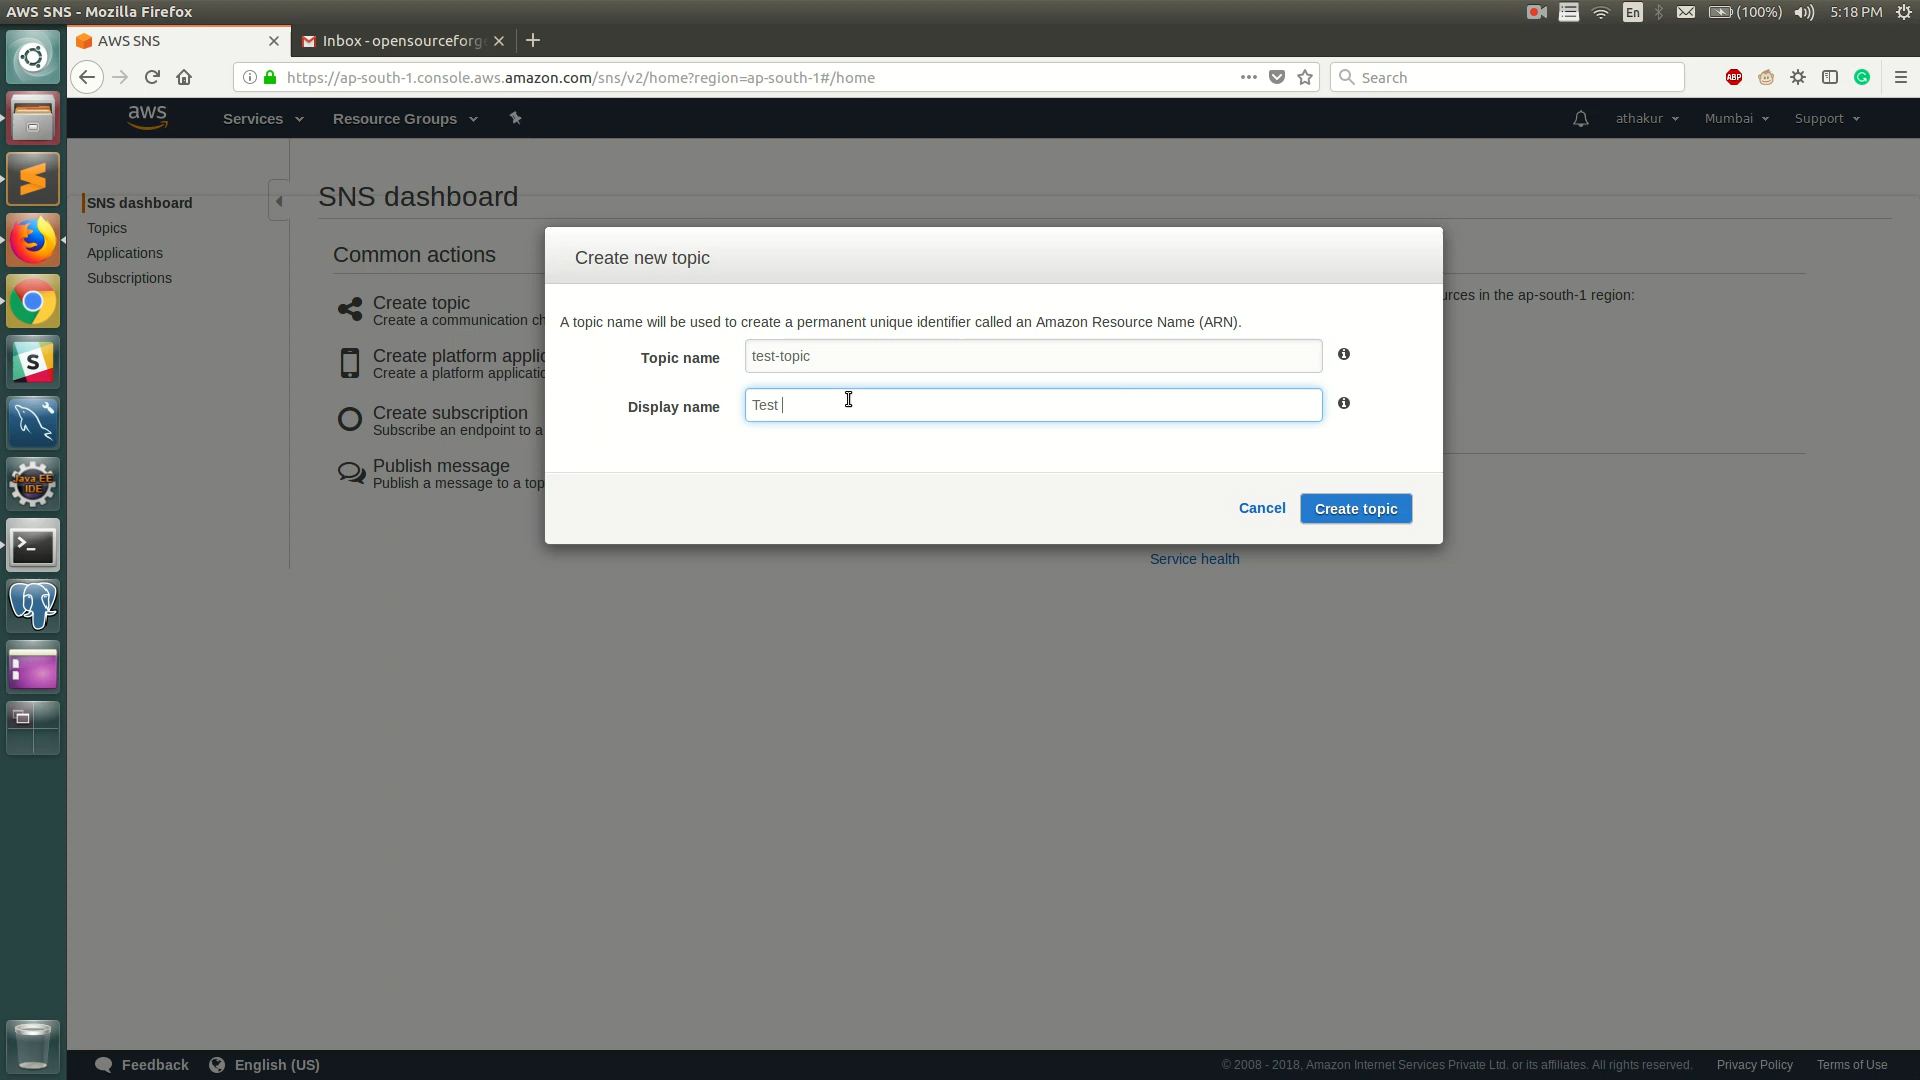 AWS SNS - Mozilla Firefox
En
(100%)
5:18 PM
AWS SNS
Inbox - opensourceforg
https://ap-south-1.console.aws.amazon.com/sns/v2/home?region=ap-south-1#/home
Search
ABP
aws
Services
Resource Groups
athakur
Mumbai
Support
SNS dashboard
Topics
Applications
Subscriptions
SNS dashboard
Common actions
Create topic
Create a communication ch
Create platform applic
Create a platform applicatio
Create subscription
Subscribe an endpoint to a
Publish message
Publish a message to a top
urces in the ap-south-1 region:
Create new topic
A topic name will be used to create a permanent unique identifier called an Amazon Resource Name (ARN).
Topic name
test-topic
Display name
Test
Cancel
Create topic
Service health
Java EE
IDE
Feedback
English (US)
© 2008 - 2018, Amazon Internet Services Private Ltd. or its affiliates. All rights reserved.
Privacy Policy
Terms of Use